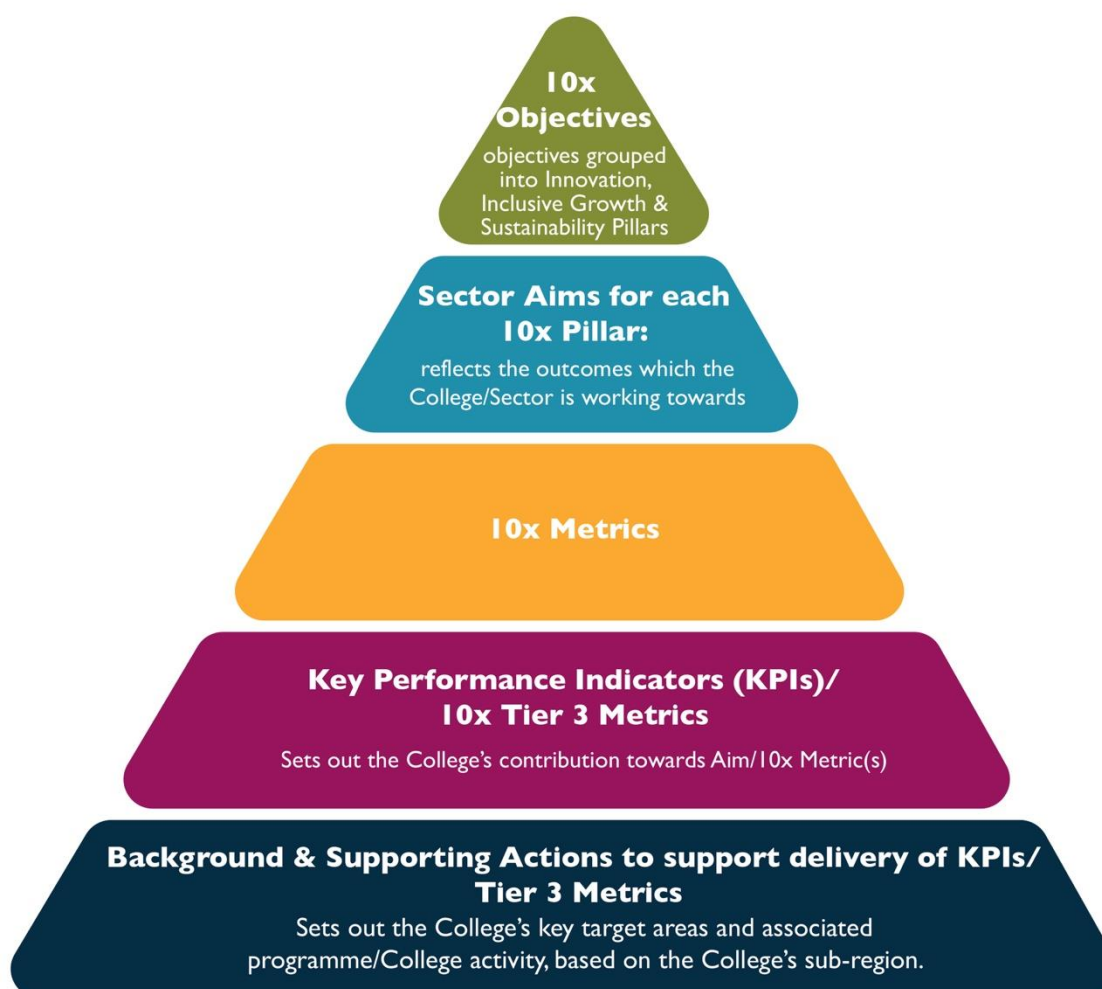 10x
Objectives
objectives grouped
into Innovation,
Inclusive Growth &
Sustainability Pillars
Sector Aims for each
10x Pillar:
reflects the outcomes which the
College/Sector is working towards
10x Metrics
Key Performance Indicators (KPIs)/
10x Tier 3 Metrics
Sets out the College’s contribution towards Aim/10x Metric(s)
Background & Supporting Actions to support delivery of KPIs/
Tier 3 Metrics
Sets out the College’s key target areas and associated
programme/College activity, based on the College’s sub-region.